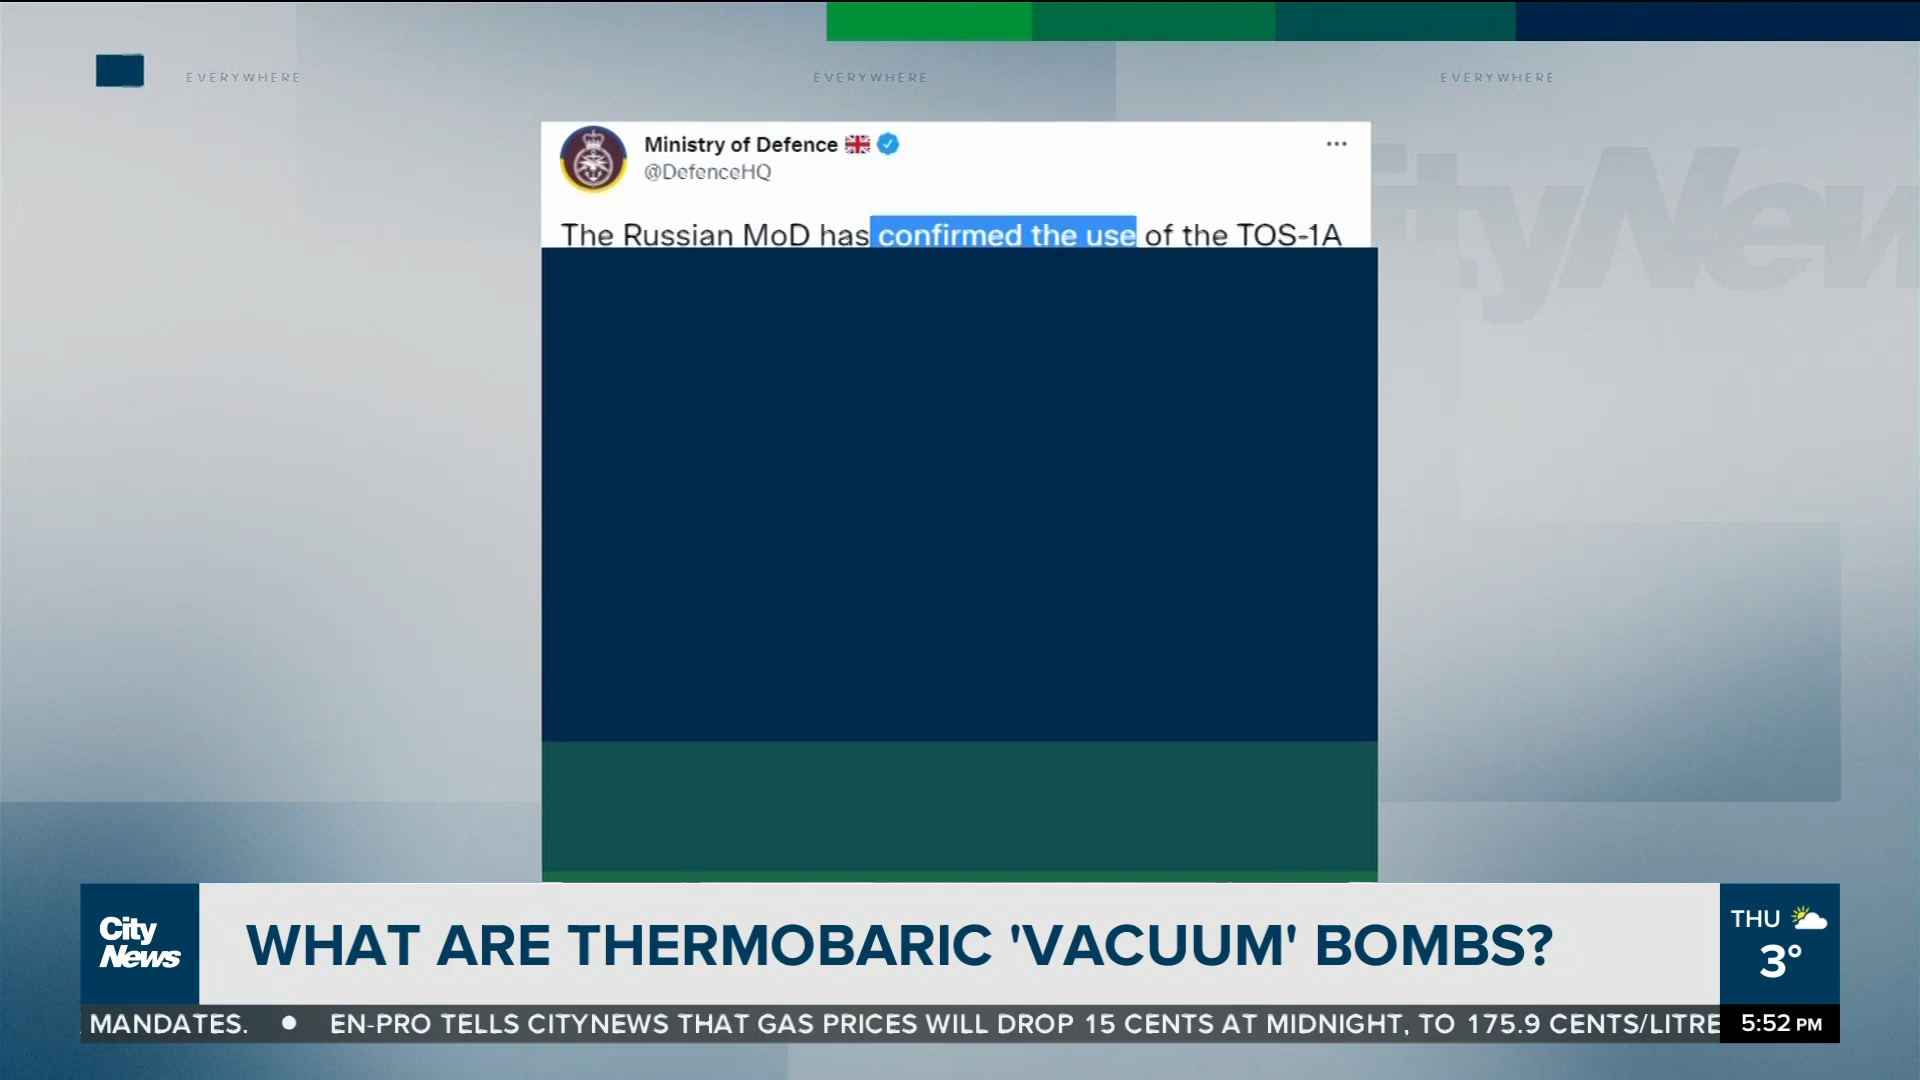 EVERYWHERE EVERYWHERE EVERYWHERE
Ministry of Defence
@DefenceHQ
The Russian MoD has confirmed the use of the TOS-1A
CityNews
City
News
WHAT ARE THERMOBARIC 'VACUUM' BOMBS?
THU
3°
MANDATES. ● EN-PRO TELLS CITYNEWS THAT GAS PRICES WILL DROP 15 CENTS AT MIDNIGHT, TO 175.9 CENTS/LITRE
5:52 PM